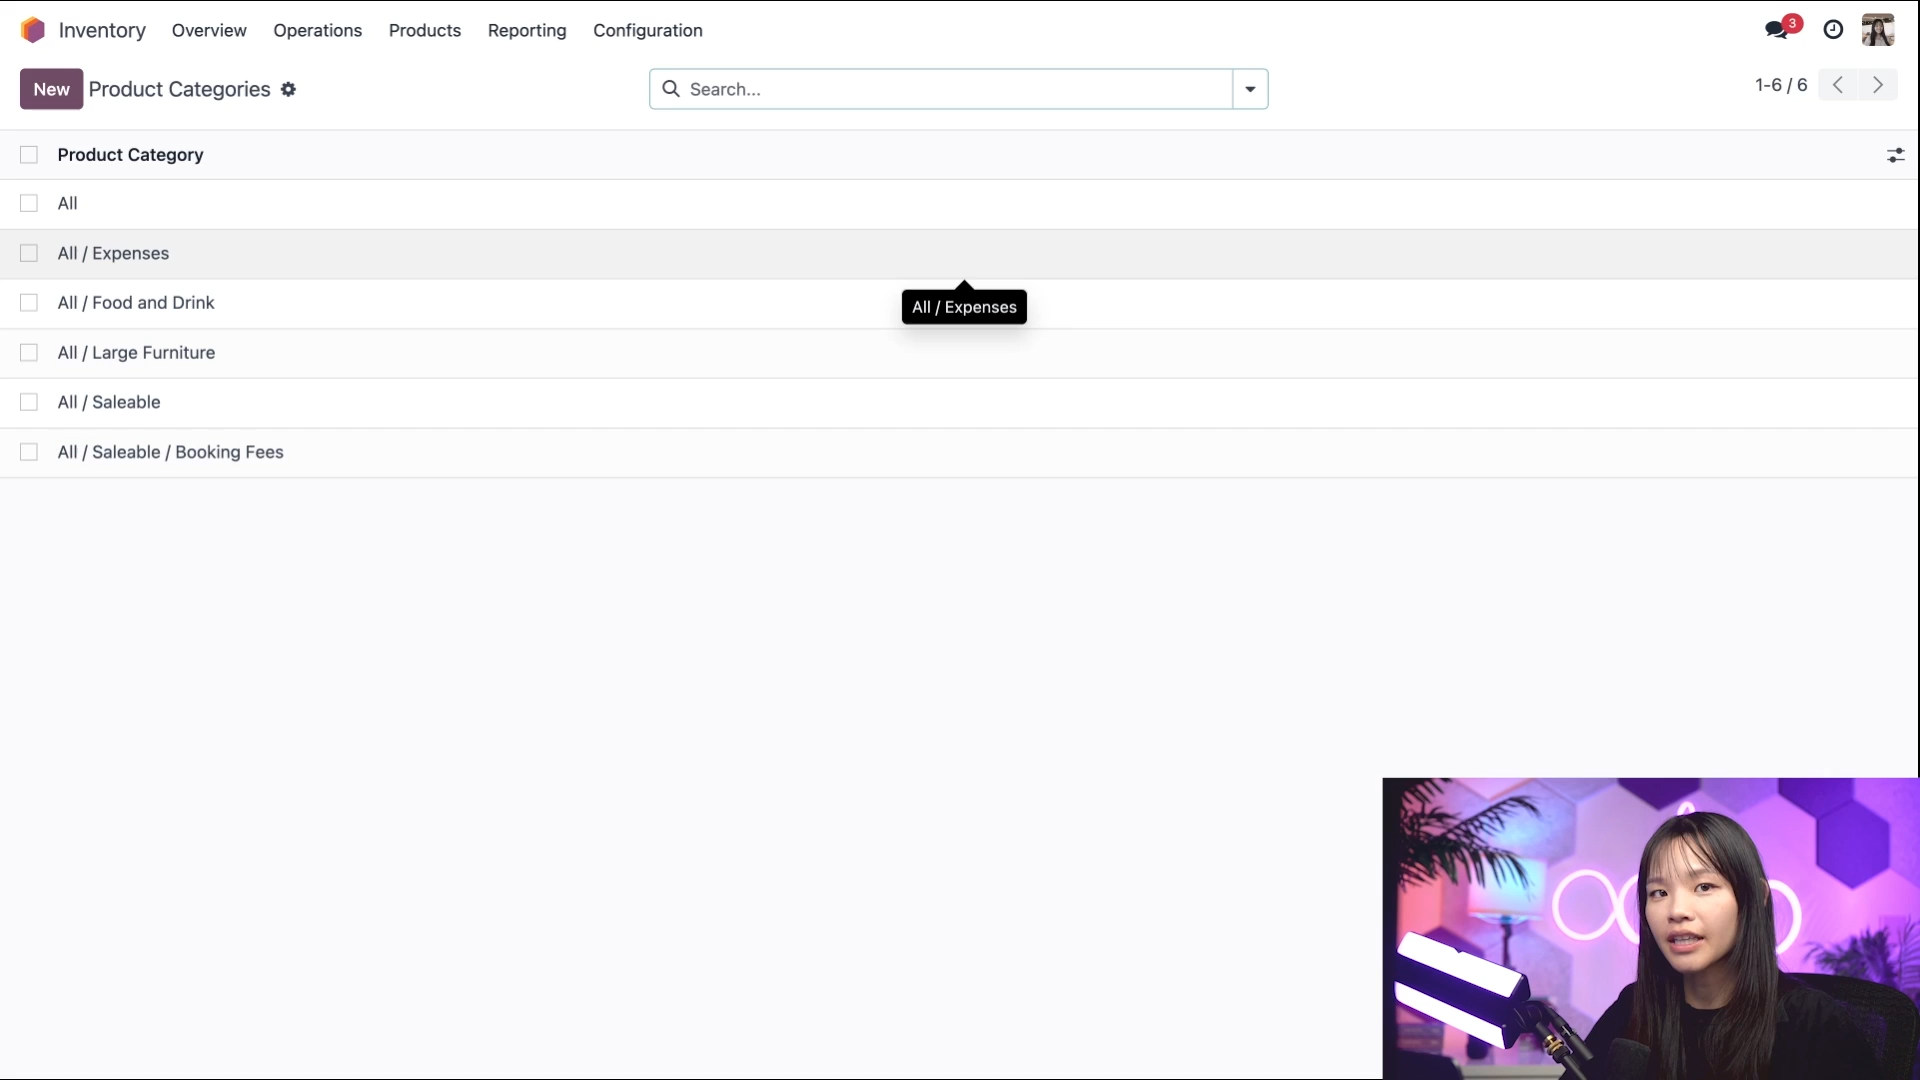 Inventory Overview Operations Products Reporting Configuration 3
New Product Categories Search... 1-6 / 6
Product Category
All
All / Expenses
All / Expenses
All / Food and Drink
All / Large Furniture
All / Saleable
All / Saleable / Booking Fees